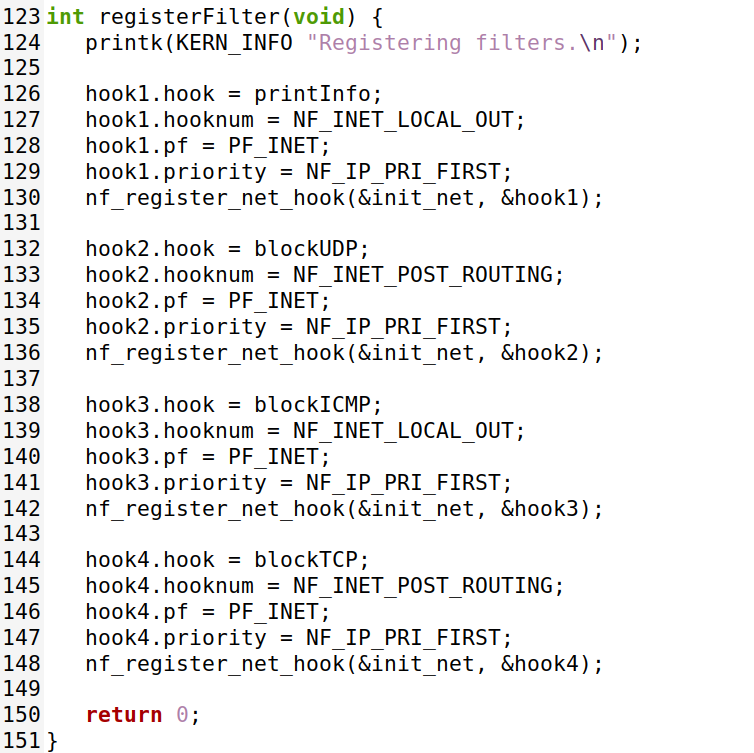 123 int registerFilter(void) {
124    printk(KERN_INFO "Registering filters.\n");
125
126    hook1.hook = printInfo;
127    hook1.hooknum = NF_INET_LOCAL_OUT;
128    hook1.pf = PF_INET;
129    hook1.priority = NF_IP_PRI_FIRST;
130    nf_register_net_hook(&init_net, &hook1);
131
132    hook2.hook = blockUDP;
133    hook2.hooknum = NF_INET_POST_ROUTING;
134    hook2.pf = PF_INET;
135    hook2.priority = NF_IP_PRI_FIRST;
136    nf_register_net_hook(&init_net, &hook2);
137
138    hook3.hook = blockICMP;
139    hook3.hooknum = NF_INET_LOCAL_OUT;
140    hook3.pf = PF_INET;
141    hook3.priority = NF_IP_PRI_FIRST;
142    nf_register_net_hook(&init_net, &hook3);
143
144    hook4.hook = blockTCP;
145    hook4.hooknum = NF_INET_POST_ROUTING;
146    hook4.pf = PF_INET;
147    hook4.priority = NF_IP_PRI_FIRST;
148    nf_register_net_hook(&init_net, &hook4);
149
150    return 0;
151 }